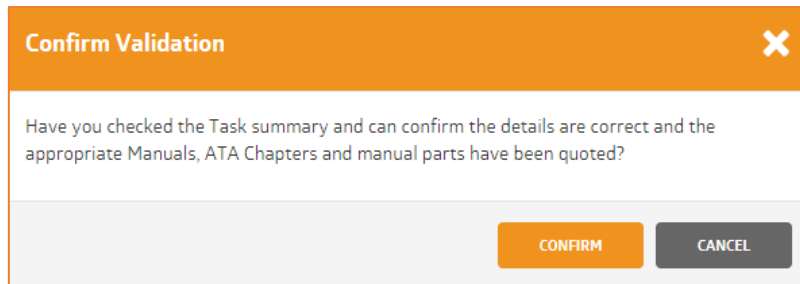 Confirm Validation
Have you checked the Task summary and can confirm the details are correct and the
appropriate Manuals, ATA Chapters and manual parts have been quoted?
CONFIRM
CANCEL